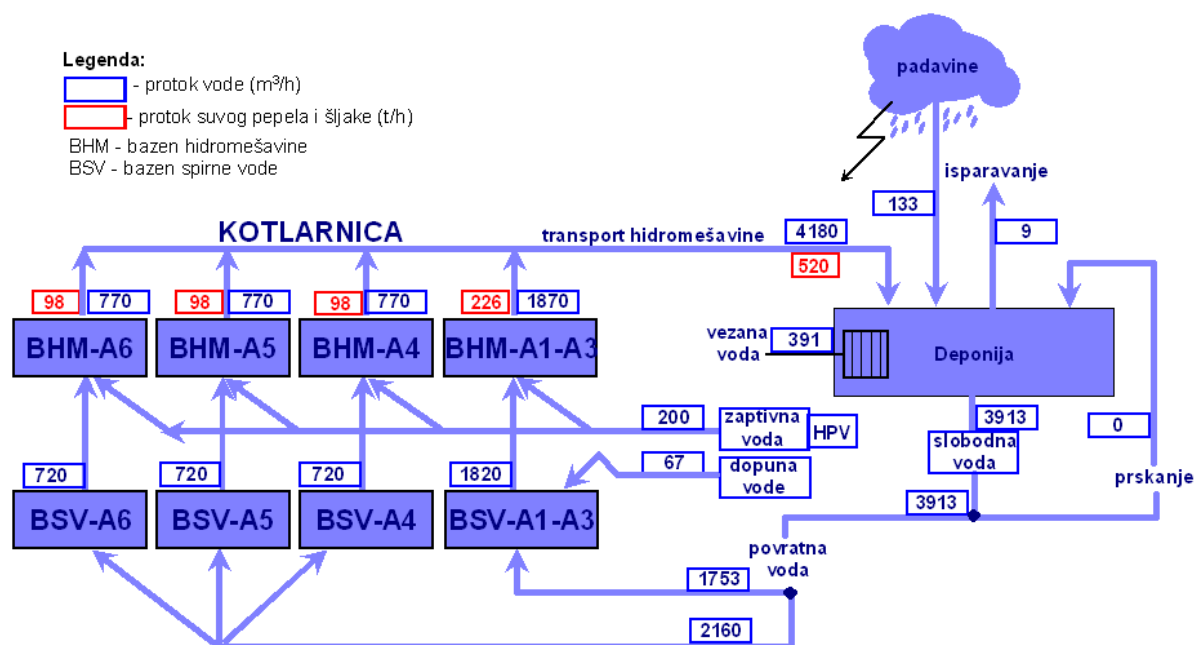 Legenda:
- protok vode (m³/h)
- protok suvog pepela i šljake (t/h)
BHM - bazen hidromešavine
BSV - bazen spirne vode
padavine
isparavanje
133
9
KOTLARNICA
transport hidromešavine
4180
520
98
770
98
770
98
770
226
1870
BHM-A6
BHM-A5
BHM-A4
BHM-A1-A3
vezana
voda
391
Deponija
200
zaptivna
voda
HPV
3913
slobodna
voda
0
720
720
720
1820
67
dopuna
vode
prskanje
BSV-A6
BSV-A5
BSV-A4
BSV-A1-A3
3913
povratna
voda
1753
2160